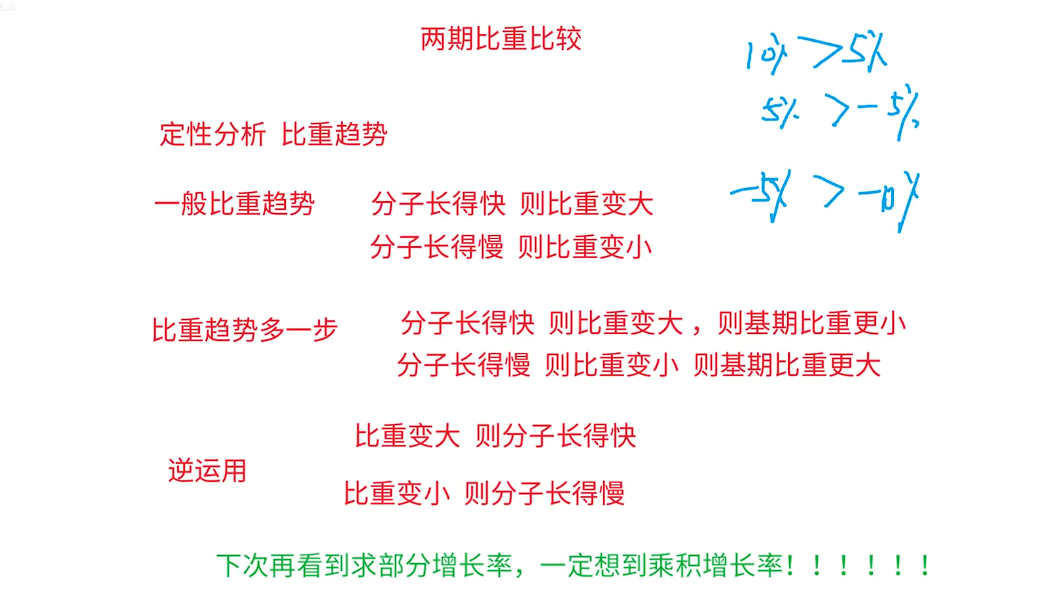 两期比重比较
10% > 5%
5% > -5%
-5% > -10%
定性分析 比重趋势
一般比重趋势 分子长得快 则比重变大
分子长得慢 则比重变小
比重趋势多一步 分子长得快 则比重变大，则基期比重更小
分子长得慢 则比重变小 则基期比重更大
比重变大 则分子长得快
逆运用
比重变小 则分子长得慢
下次再看到求部分增长率，一定想到乘积增长率！！！！！！